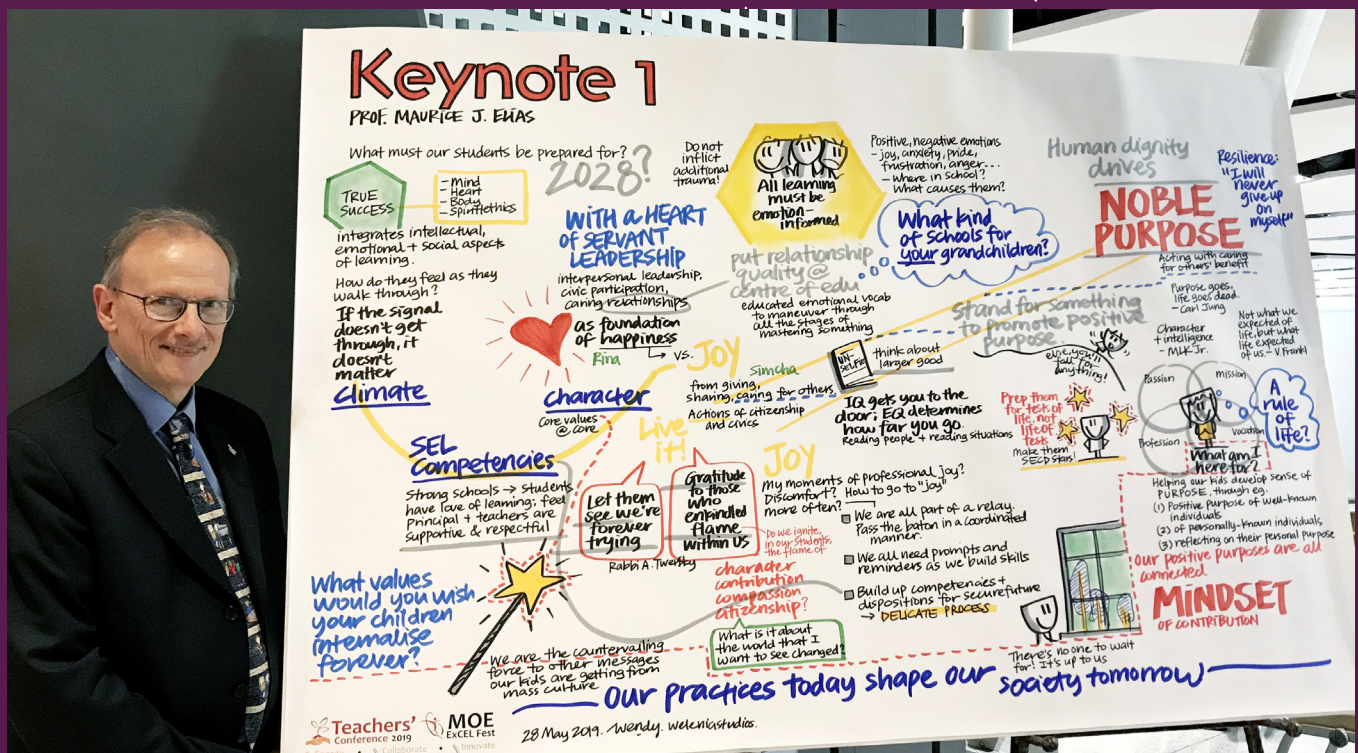 Keynote 1
PROF. MAURICE J. ELIAS
What must our students be prepared for?
2028?
TRUE
SUCCESS
- Mind
- Heart
- Body
- Spirit/ethics
integrates intellectual,
emotional + social aspects
of learning.
How do they feel as they
walk through?
If the signal
doesn't get
through, it
doesn't
matter
Climate
WITH a HEART
OF SERVANT
LEADERSHIP
interpersonal leadership,
civic participation,
caring relationships
as foundation
of happiness
Rina
vs.
JOY
Simcha
from giving,
sharing, caring for others
Actions of citizenship
and civics
character
core values
@ core
Do not
inflict
additional
trauma!
All learning
must be
emotion-
informed
Positive, negative emotions
- joy, anxiety, pride,
frustration, anger...
- Where in school?
What causes them?
What kind
of schools for
your grandchildren?
put relationship
quality @
centre of edu
educated emotional vocab
to maneuver through
all the stages of
mastering something
UN-
SELFIE
think about
larger good
Human dignity
drives
NOBLE
PURPOSE
Resilience:
"I will
never
give up
on
myself"
Acting with caring
for others' benefit
Purpose goes,
life goes dead.
- Carl Jung
Stand for something
to promote positive
purpose
else, you'll
fall for
anything!
Character
+ intelligence
- MLK Jr.
Not what we
expected of
life, but what
life expected
of us. - V. Frankl
SEL
Competencies
Strong schools → students
have love of learning; feel
Principal + teachers are
supportive & respectful
Live
it!
Let them
see we're
forever
trying
Gratitude
to those
who
enkindled
flame
within us
Rabbi A. Twersky
Do we ignite,
in our students,
the flame of
character
contribution
compassion
citizenship?
What is it about
the world that I
want to see changed?
IQ gets you to the
door; EQ determines
how far you go.
Reading people + reading situations
JOY
my moments of professional joy?
Discomfort? How to go to "joy"
more often?
We are all part of a relay.
Pass the baton in a coordinated
manner.
We all need prompts and
reminders as we build skills
Build up competencies +
dispositions for secure future
→ DELICATE PROCESS
Prep them
for tests of
life, not
life of
tests
make them
SECD stars!
Passion
mission
Profession
vocation
A
rule
of
life?
What am I
here for?
Helping our kids develop sense of
PURPOSE, through eg.
(1) Positive purpose of well-known
individuals
(2) of personally-known individuals
(3) reflecting on their personal purpose
our positive purposes are all
connected
MINDSET
OF CONTRIBUTION
There's no one to wait
for! It's up to us
What values
would you wish
your children
internalise
forever?
We are the countervailing
force to other messages
our kids are getting from
mass culture
Our practices today shape our society tomorrow
Teachers'
Conference 2019
MOE
ExCEL Fest
Collaborate • Innovate
28 May 2019. Wendy. weleniastudios.